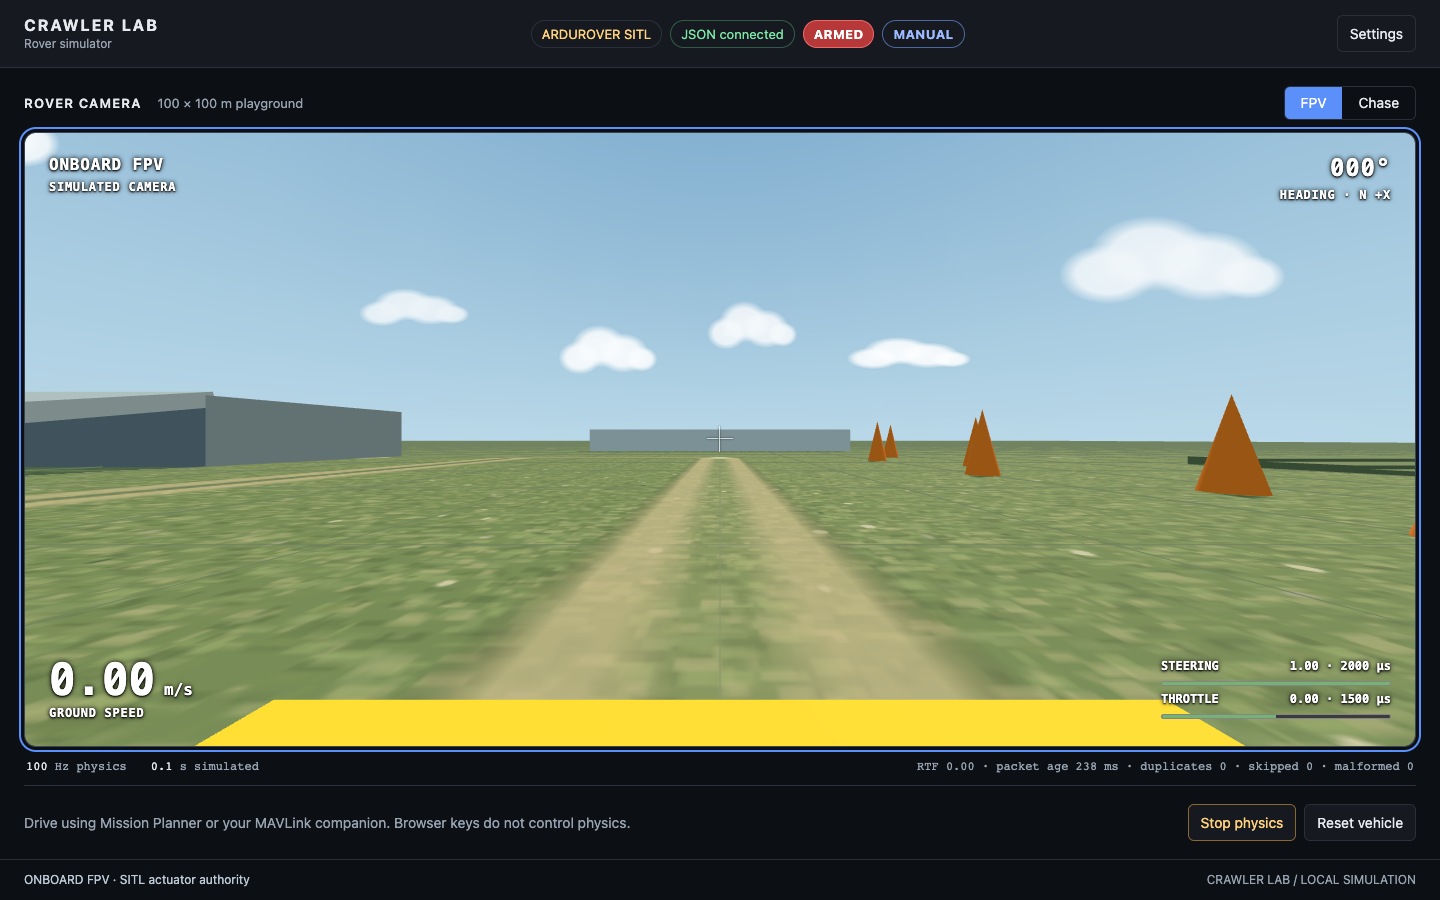 CRAWLER LAB
Rover simulator
ARDUROVER SITL
JSON connected
ARMED
MANUAL
Settings
ROVER CAMERA
100 × 100 m playground
FPV
Chase
ONBOARD FPV
SIMULATED CAMERA
000°
HEADING · N +X
0.00 m/s
GROUND SPEED
STEERING 1.00 · 2000 µs
THROTTLE 0.00 · 1500 µs
100 Hz physics 0.1 s simulated
RTF 0.00 · packet age 238 ms · duplicates 0 · skipped 0 · malformed 0
Drive using Mission Planner or your MAVLink companion. Browser keys do not control physics.
Stop physics
Reset vehicle
ONBOARD FPV · SITL actuator authority
CRAWLER LAB / LOCAL SIMULATION